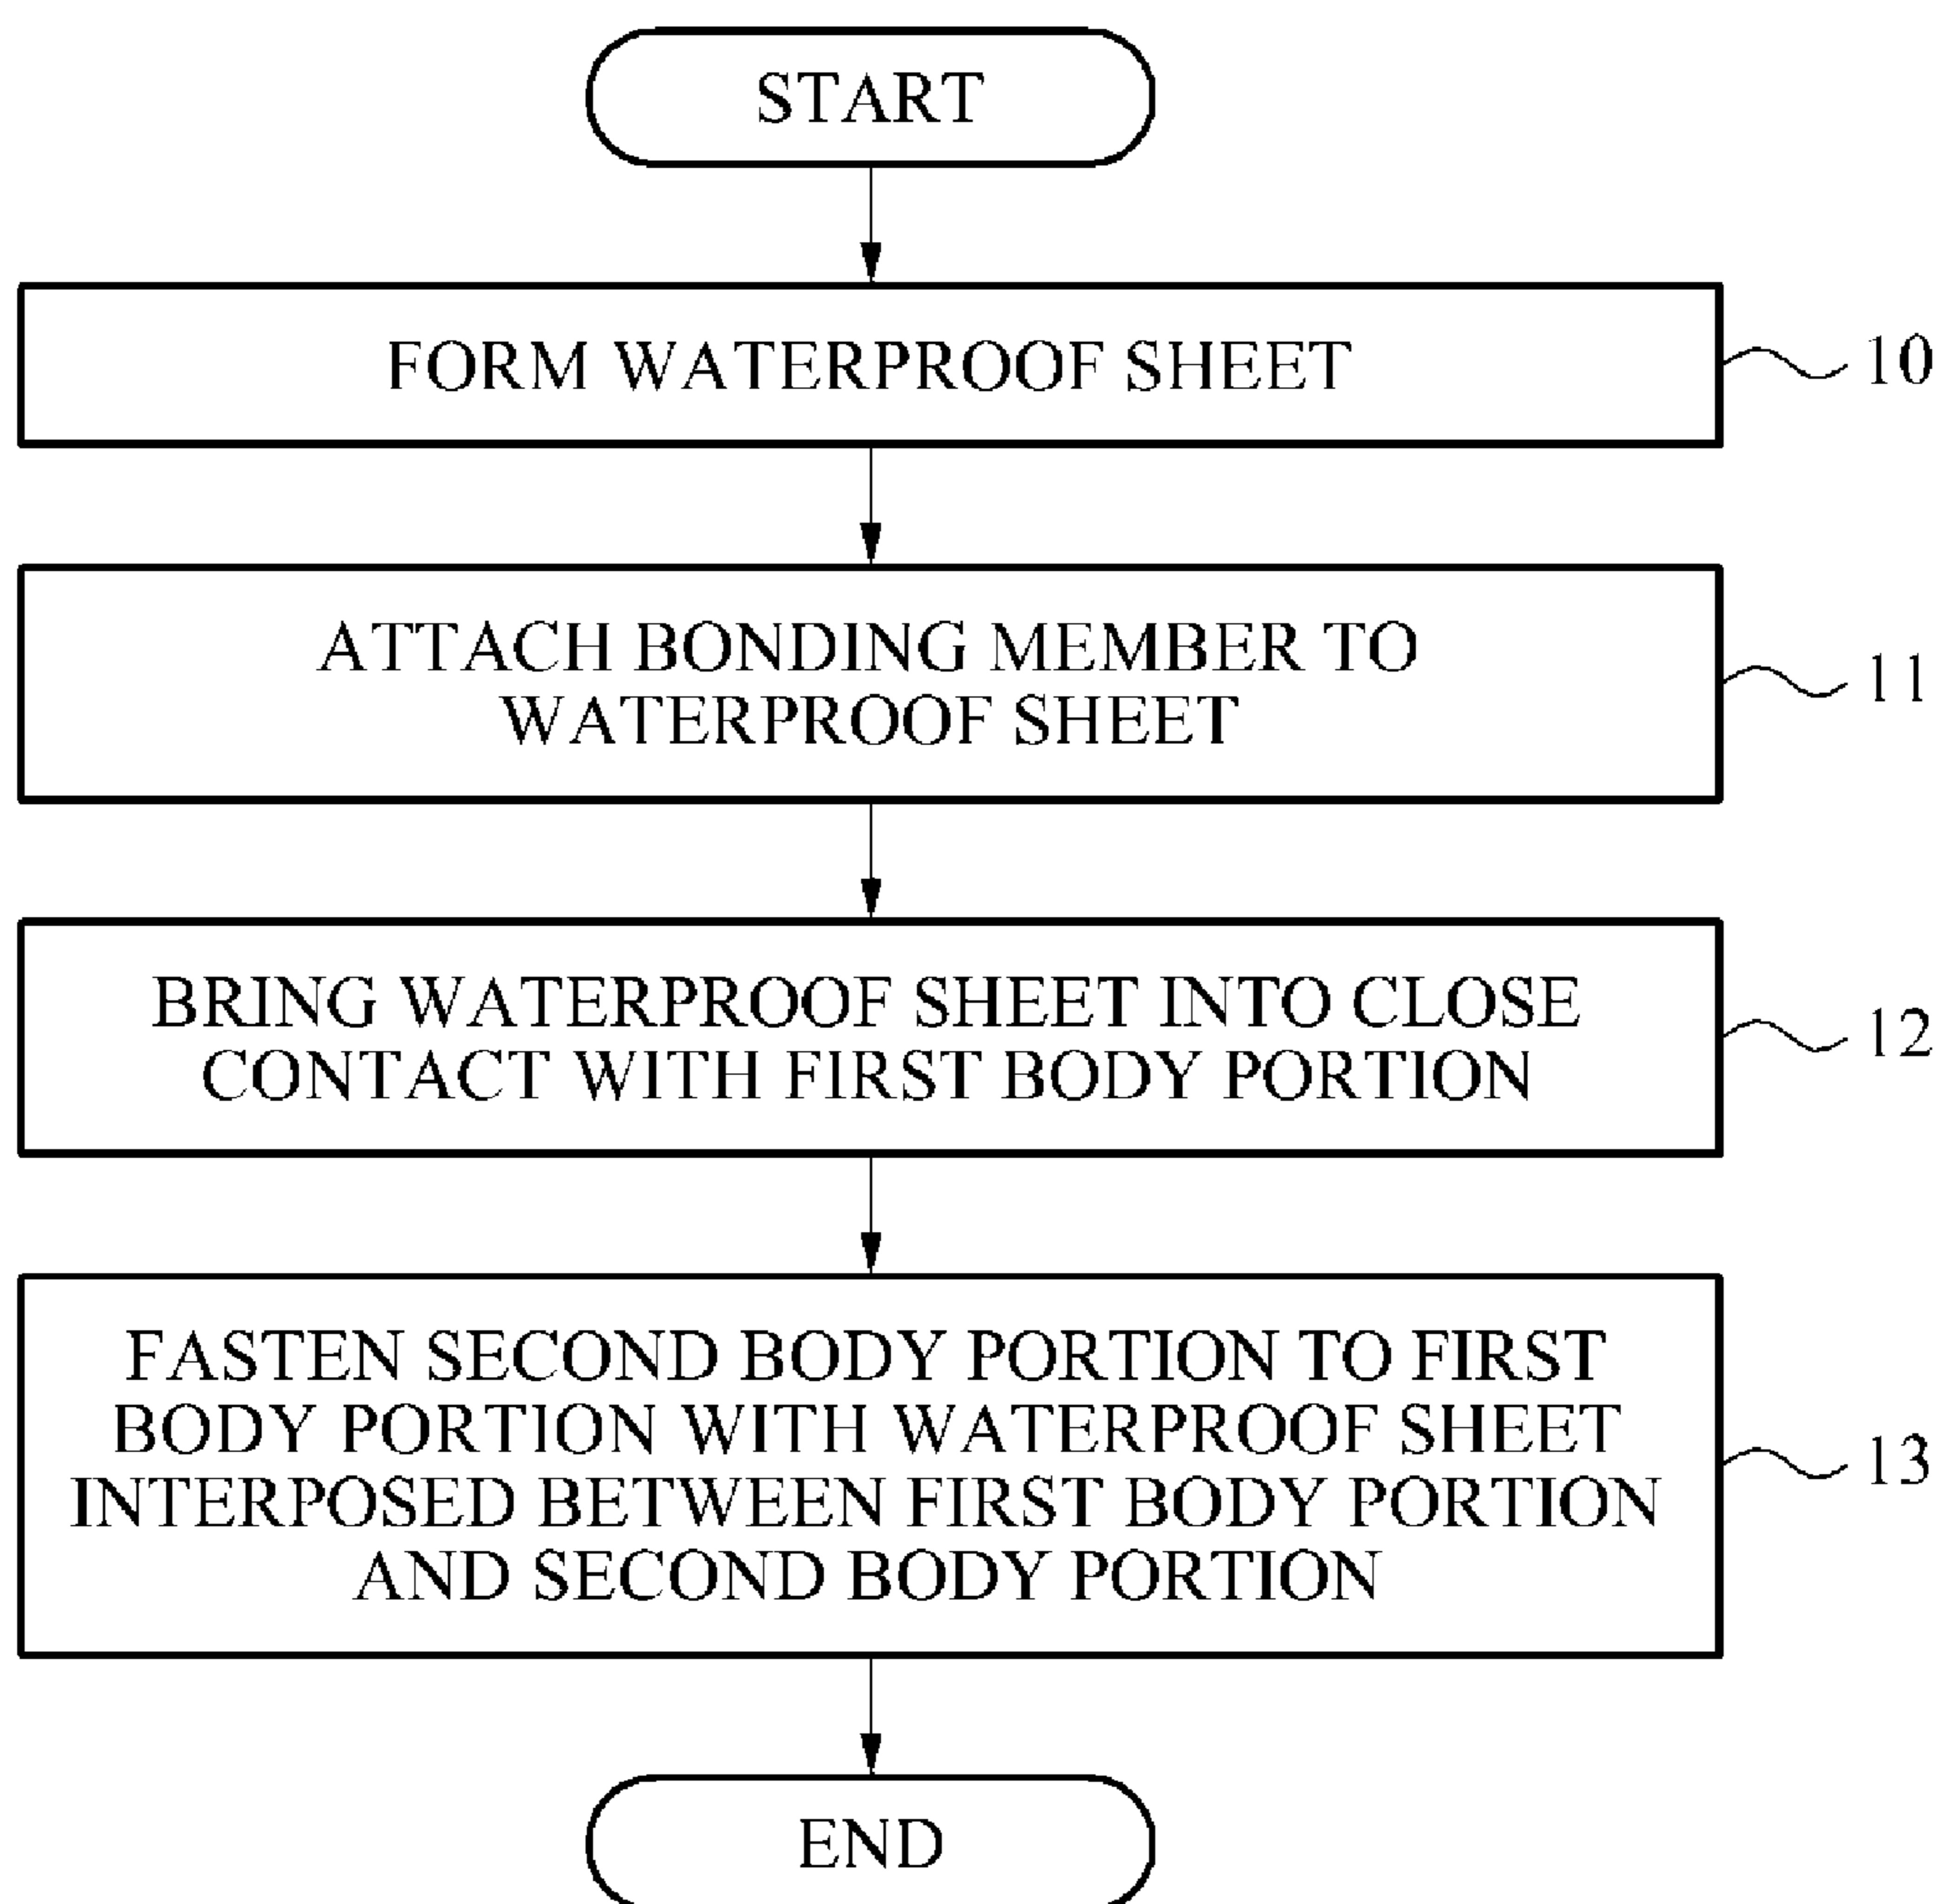 START
FORM WATERPROOF SHEET
10
ATTACH BONDING MEMBER TO
WATERPROOF SHEET
11
BRING WATERPROOF SHEET INTO CLOSE
CONTACT WITH FIRST BODY PORTION
12
FASTEN SECOND BODY PORTION TO FIRST
BODY PORTION WITH WATERPROOF SHEET
INTERPOSED BETWEEN FIRST BODY PORTION
AND SECOND BODY PORTION
13
END